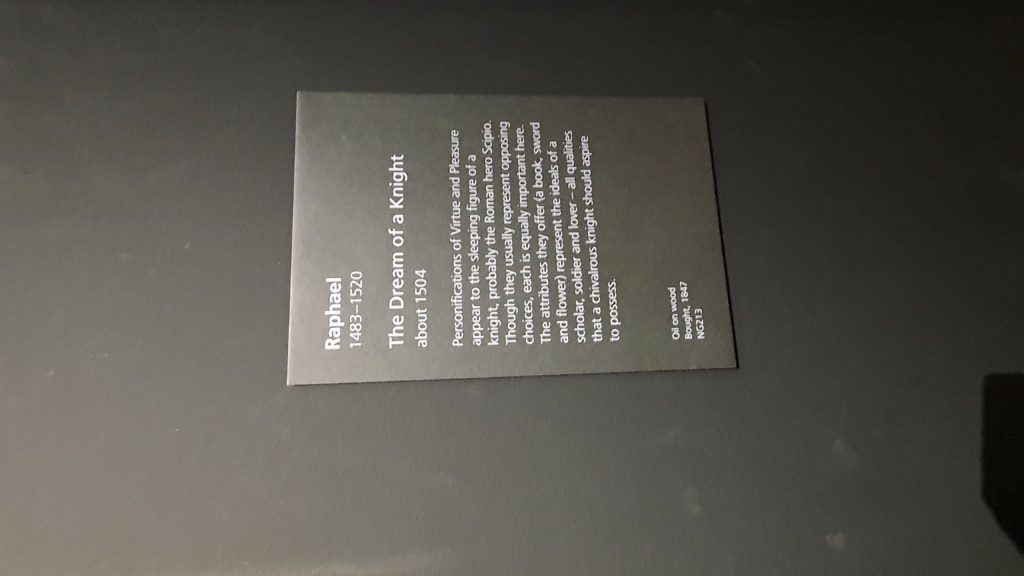 Raphael
1483–1520
The Dream of a Knight
about 1504
Personifications of Virtue and Pleasure
appear to the sleeping figure of a
knight, probably the Roman hero Scipio.
Though they usually represent opposing
choices, each is equally important here.
The attributes they offer (a book, sword
and flower) represent the ideals of a
scholar, soldier and lover – all qualities
that a chivalrous knight should aspire
to possess.
Oil on wood
Bought, 1847
NG213